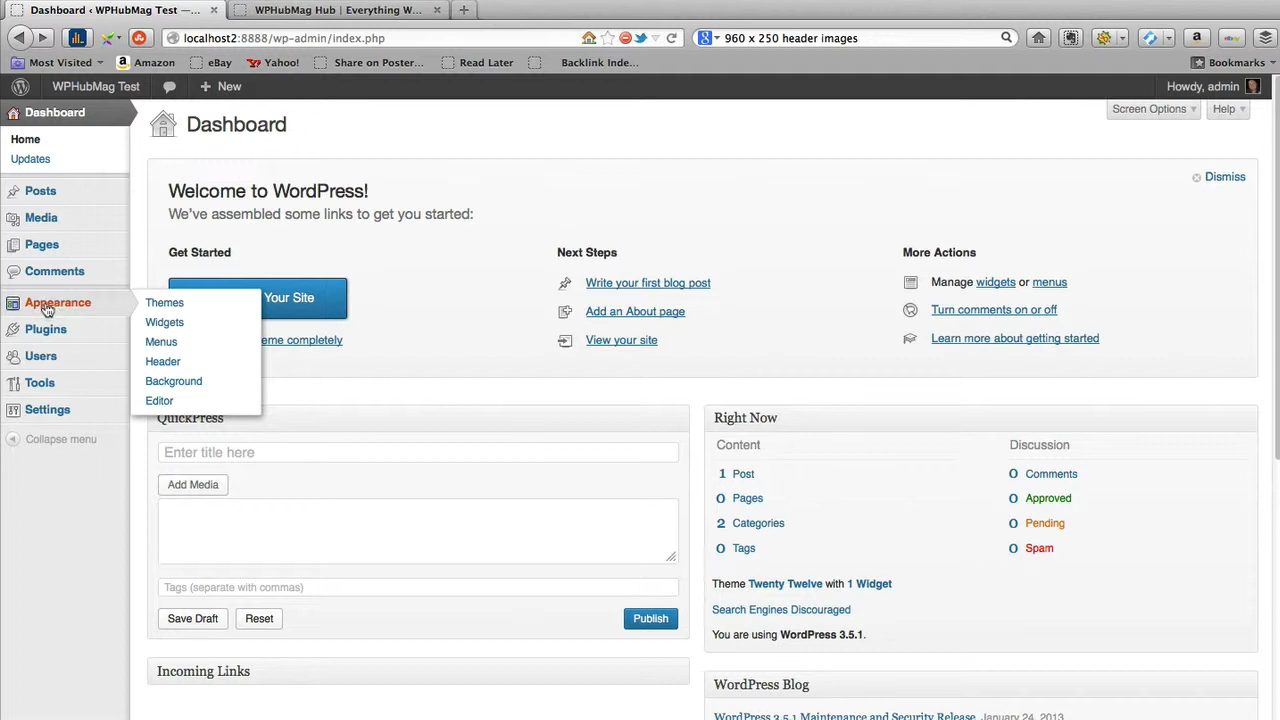 Dashboard ‹ WPHubMag Test —...
WPHubMag Hub | Everything W...
localhost2:8888/wp-admin/index.php
960 x 250 header images
Most Visited
Amazon
eBay
Yahoo!
Share on Poster...
Read Later
Backlink Inde...
Bookmarks
WPHubMag Test
New
Howdy, admin
Dashboard
Home
Updates
Posts
Media
Pages
Comments
Appearance
Plugins
Users
Tools
Settings
Collapse menu
Themes
Widgets
Menus
Header
Background
Editor
Dashboard
Screen Options
Help
Welcome to WordPress!
Dismiss
We've assembled some links to get you started:
Get Started
Your Site
eme completely
Next Steps
Write your first blog post
Add an About page
View your site
More Actions
Manage widgets or menus
Turn comments on or off
Learn more about getting started
QuickPress
Enter title here
Add Media
Tags (separate with commas)
Save Draft
Reset
Publish
Incoming Links
Right Now
Content
1 Post
0 Pages
2 Categories
0 Tags
Discussion
0 Comments
0 Approved
0 Pending
0 Spam
Theme Twenty Twelve with 1 Widget
Search Engines Discouraged
You are using WordPress 3.5.1.
WordPress Blog
WordPress 3.5.1 Maintenance and Security Release January 24, 2013